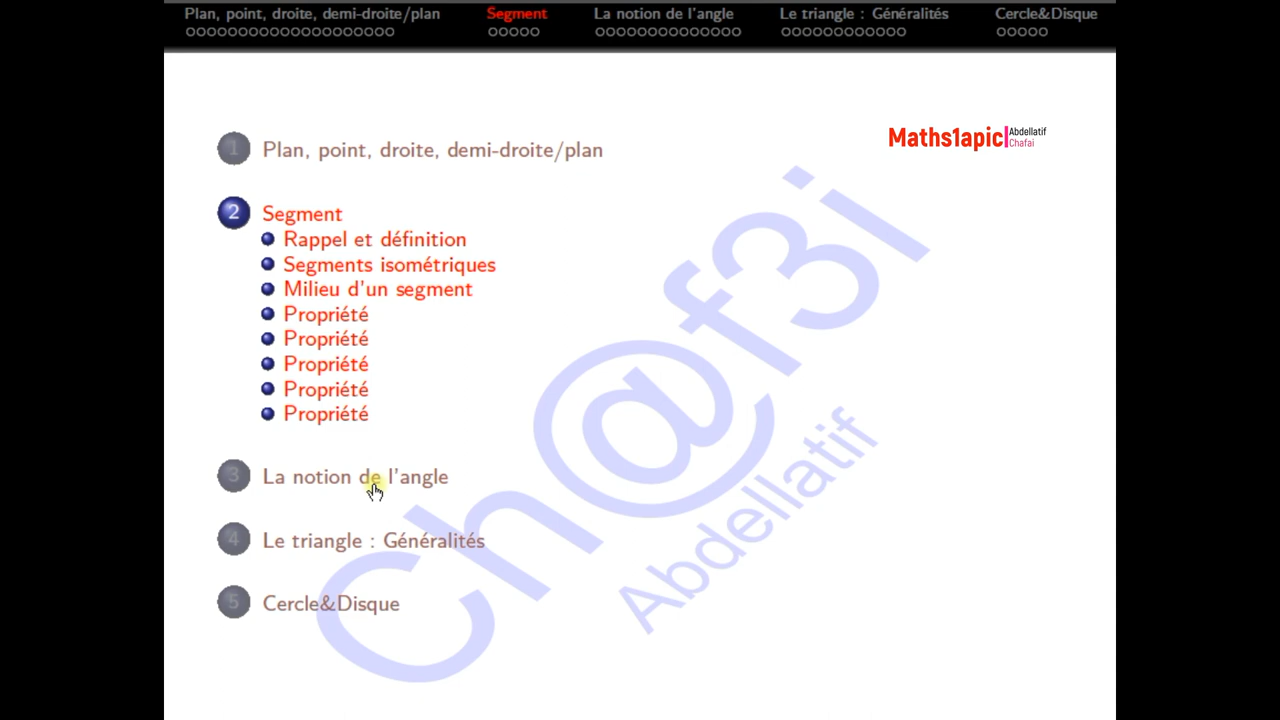 Plan, point, droite, demi-droite/plan Segment La notion de l'angle Le triangle : Généralités Cercle&Disque
Maths1apic Abdellatif Chafai
1 Plan, point, droite, demi-droite/plan
2 Segment
Rappel et définition
Segments isométriques
Milieu d'un segment
Propriété
Propriété
Propriété
Propriété
Propriété
3 La notion de l'angle
4 Le triangle : Généralités
5 Cercle&Disque
Ch@f3i
Abdellatif